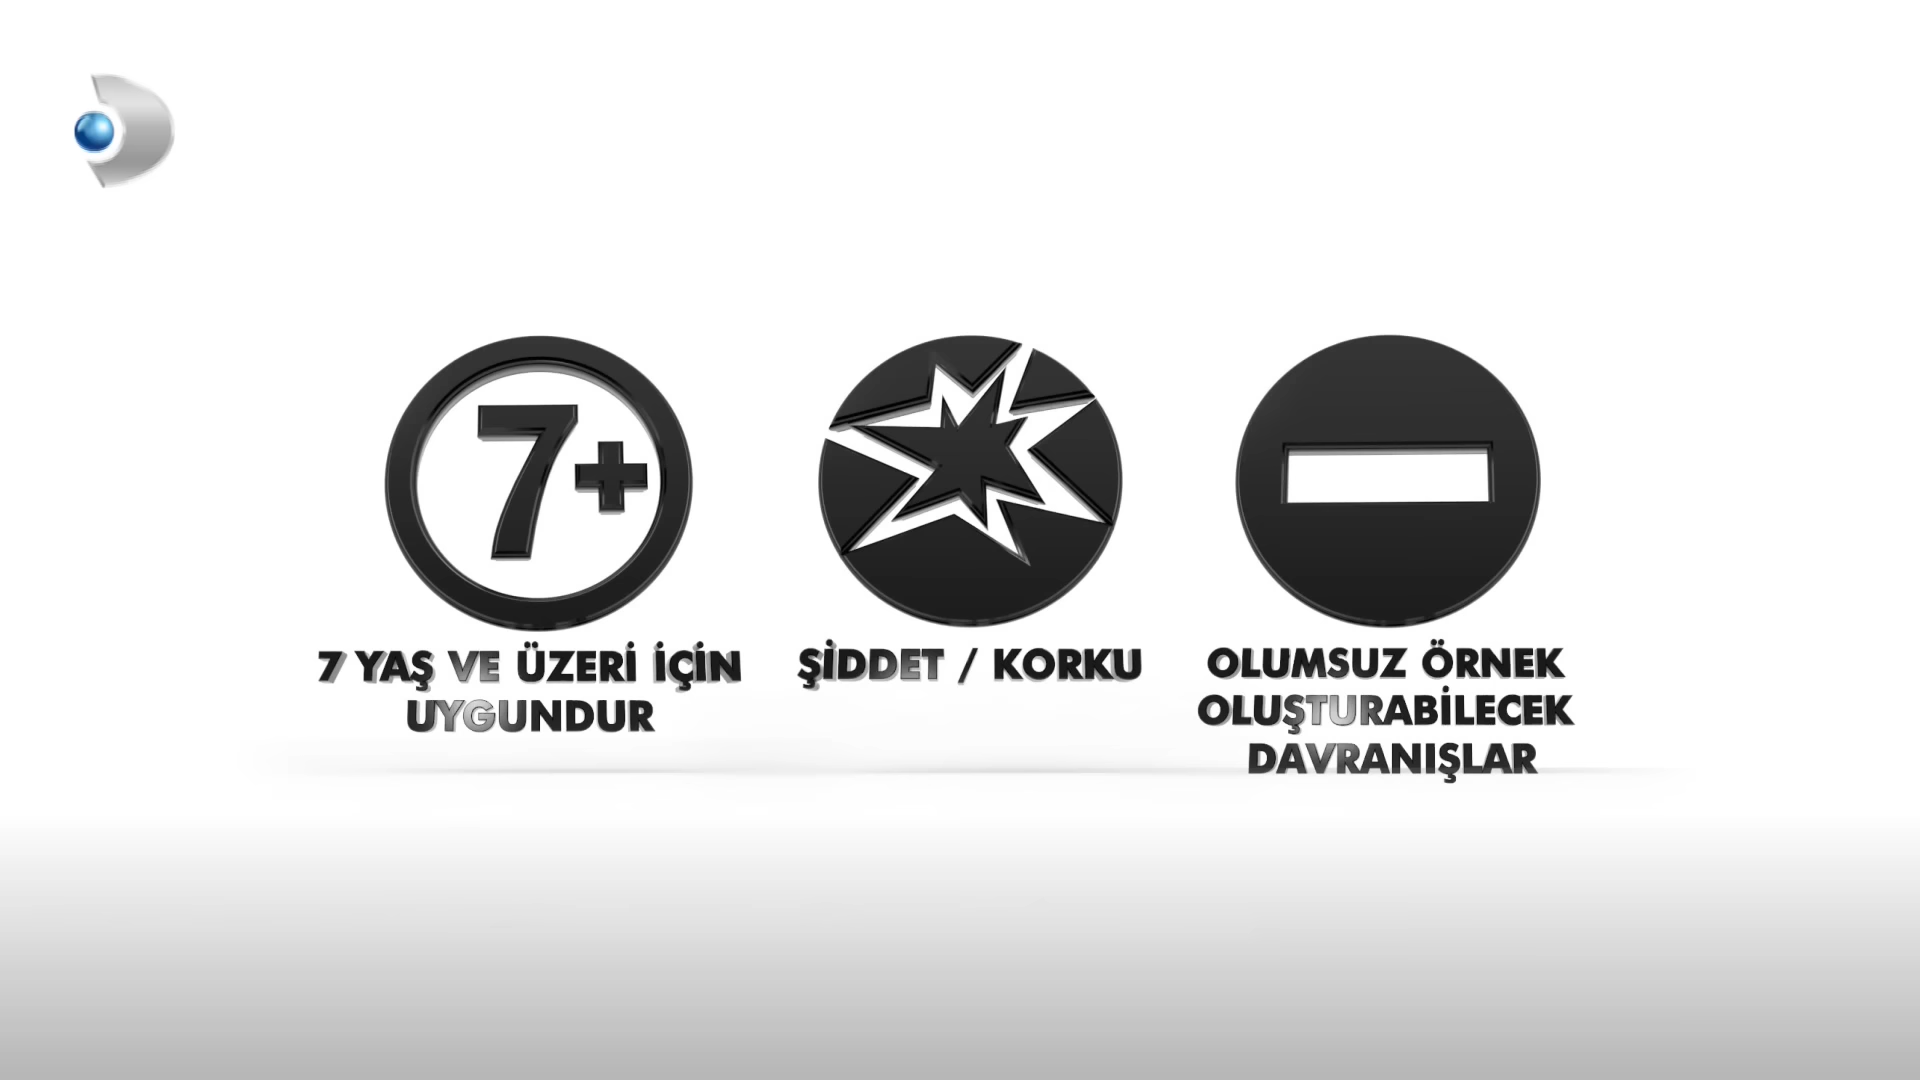 7+
7 YAŞ VE ÜZERİ İÇİN
UYGUNDUR
ŞİDDET / KORKU
OLUMSUZ ÖRNEK
OLUŞTURABİLECEK
DAVRANIŞLAR